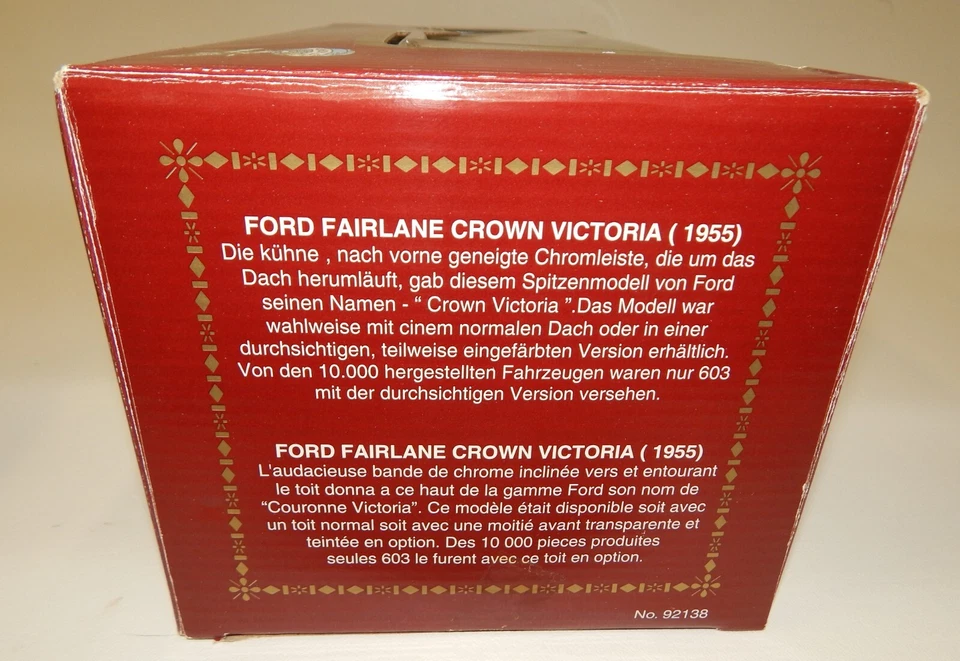 FORD FAIRLANE CROWN VICTORIA ( 1955)
Die kühne , nach vorne geneigte Chromleiste, die um das
Dach herumläuft, gab diesem Spitzenmodell von Ford
seinen Namen - “ Crown Victoria ”.Das Modell war
wahlweise mit cinem normalen Dach oder in einer
durchsichtigen, teilweise eingefärbten Version erhältlich.
Von den 10.000 hergestellten Fahrzeugen waren nur 603
mit der durchsichtigen Version versehen.
FORD FAIRLANE CROWN VICTORIA ( 1955)
L'audacieuse bande de chrome inclinée vers et entourant
le toit donna a ce haut de la gamme Ford son nom de
“Couronne Victoria”. Ce modèle était disponible soit avec
un toit normal soit avec une moitié avant transparente et
teintée en option. Des 10 000 pieces produites
seules 603 le furent avec ce toit en option.
No. 92138